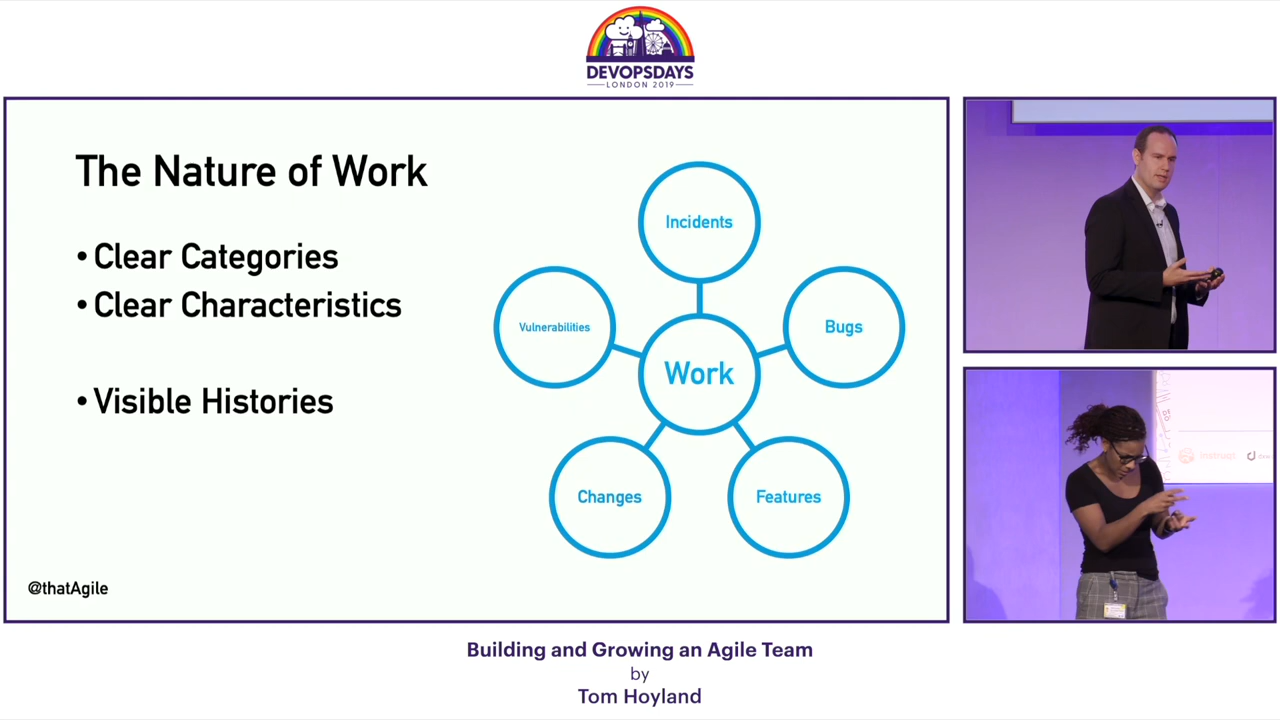 DEVOPSDAYS
LONDON 2019
The Nature of Work
• Clear Categories
• Clear Characteristics
• Visible Histories
Incidents
Vulnerabilities
Bugs
Work
Changes
Features
@thatAgile
instruct
Building and Growing an Agile Team
by
Tom Hoyland